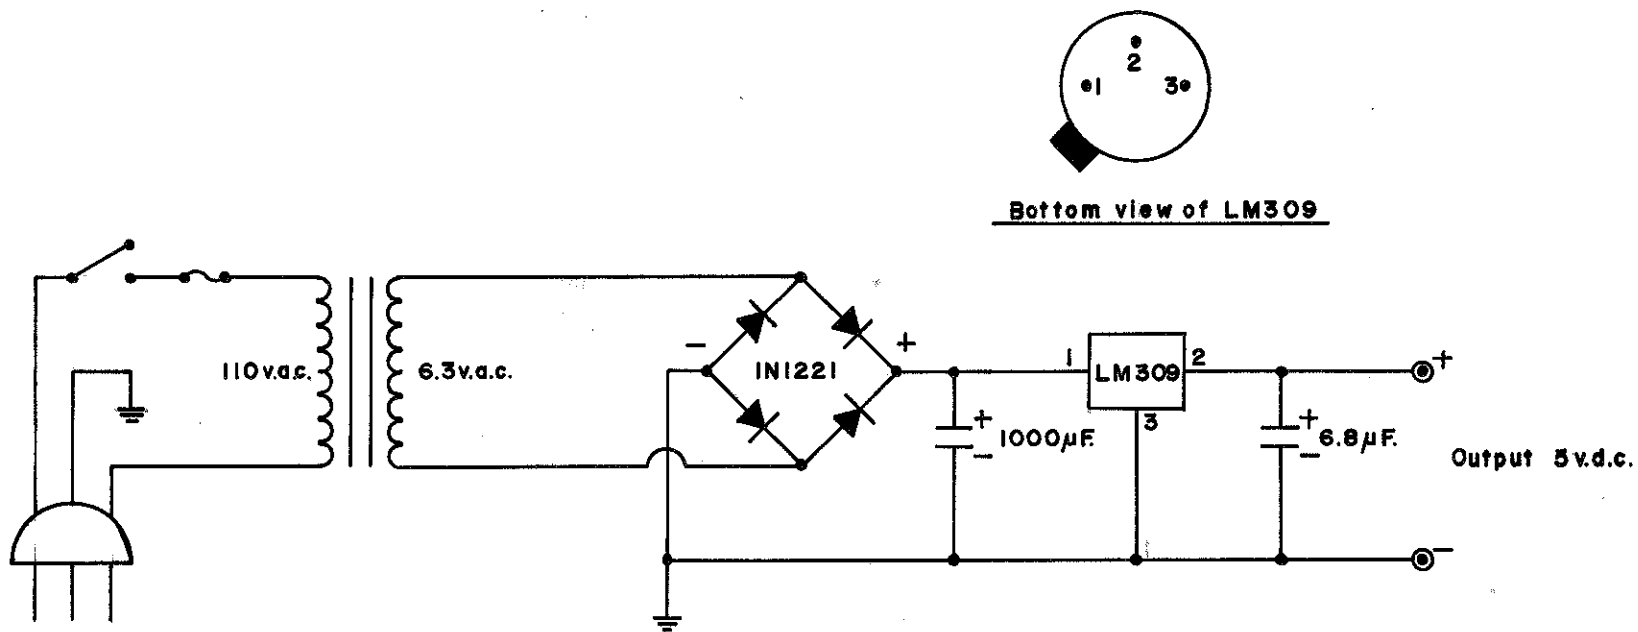 2
1
3
Bottom view of LM309
110v.a.c.
6.3v.a.c.
-
IN1221
+
1
LM309
2
+
3
+
1000µF.
-
+
6.8µF.
-
Output 5v.d.c.
-